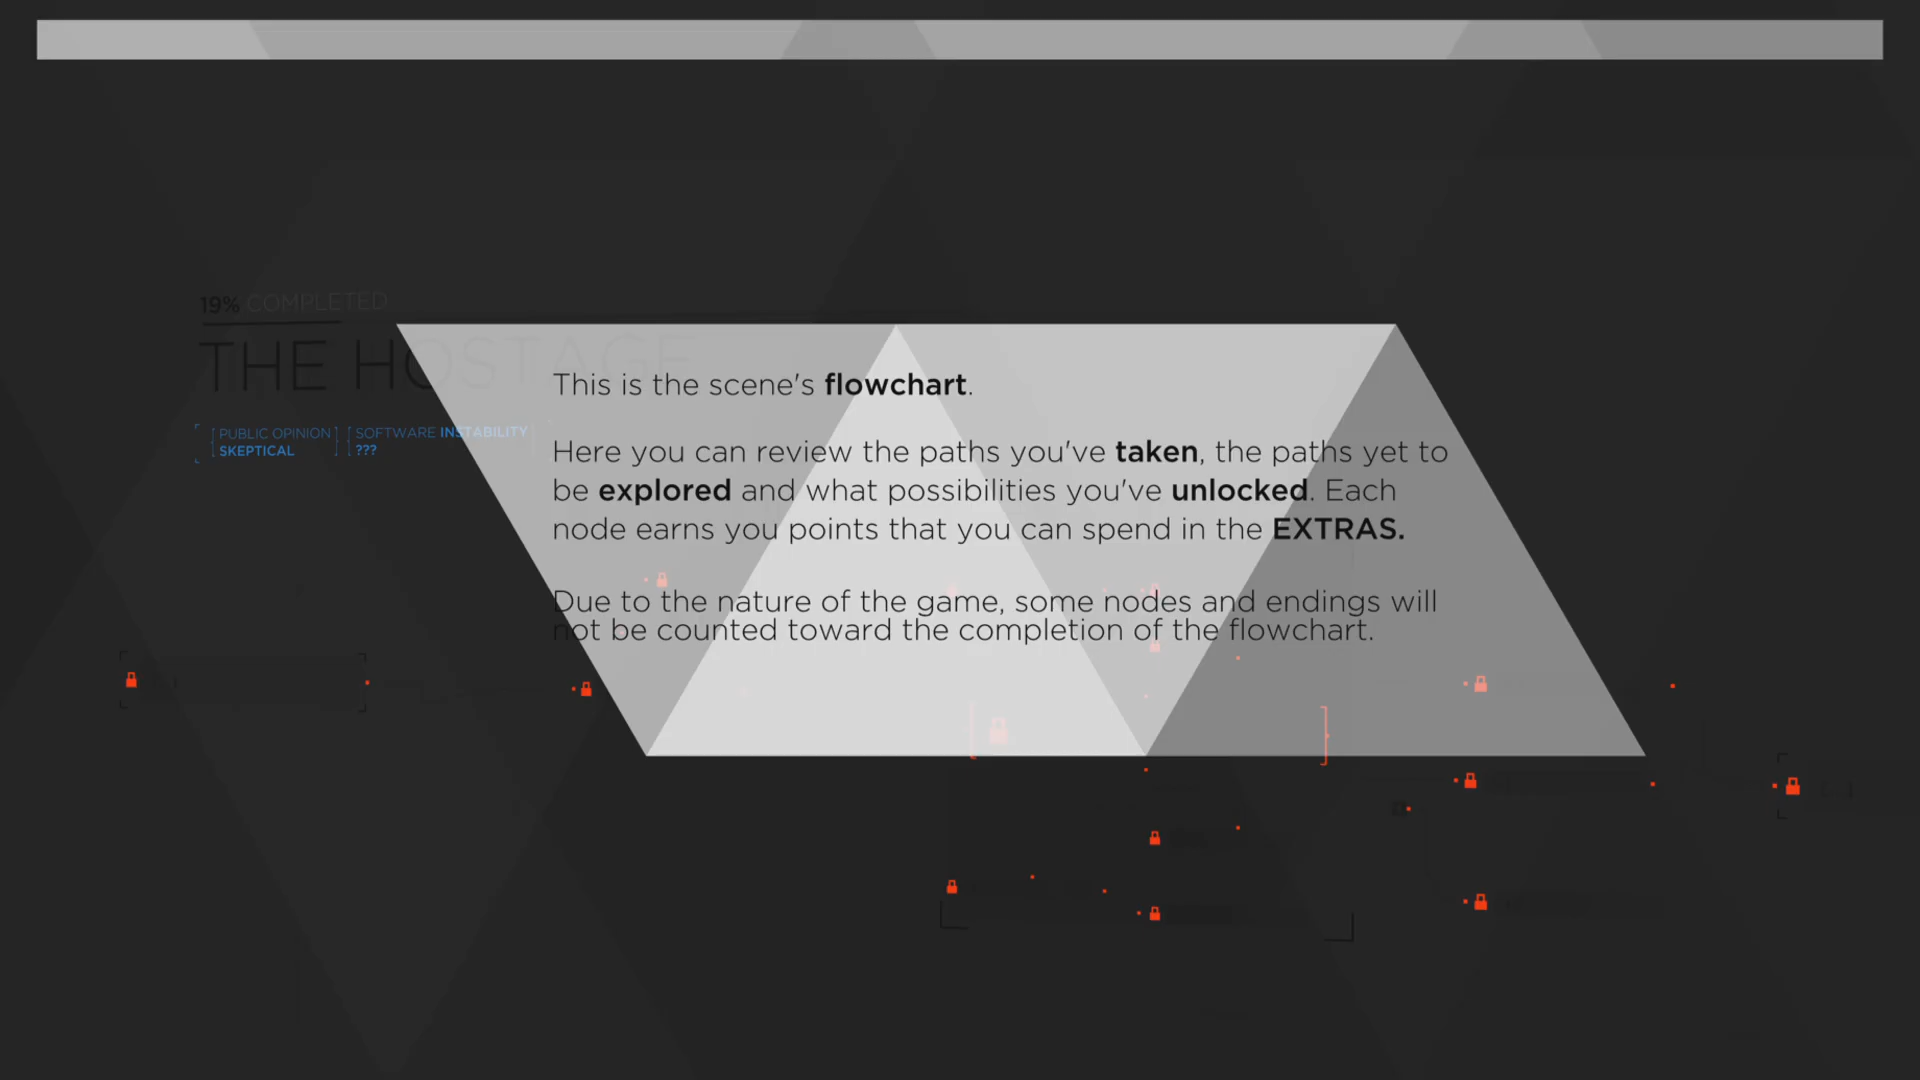 19% COMPLETED
THE HOSTAGE
PUBLIC OPINION
SKEPTICAL
SOFTWARE INSTABILITY
???
This is the scene's flowchart.
Here you can review the paths you've taken, the paths yet to
be explored and what possibilities you've unlocked. Each
node earns you points that you can spend in the EXTRAS.
Due to the nature of the game, some nodes and endings will
not be counted toward the completion of the flowchart.